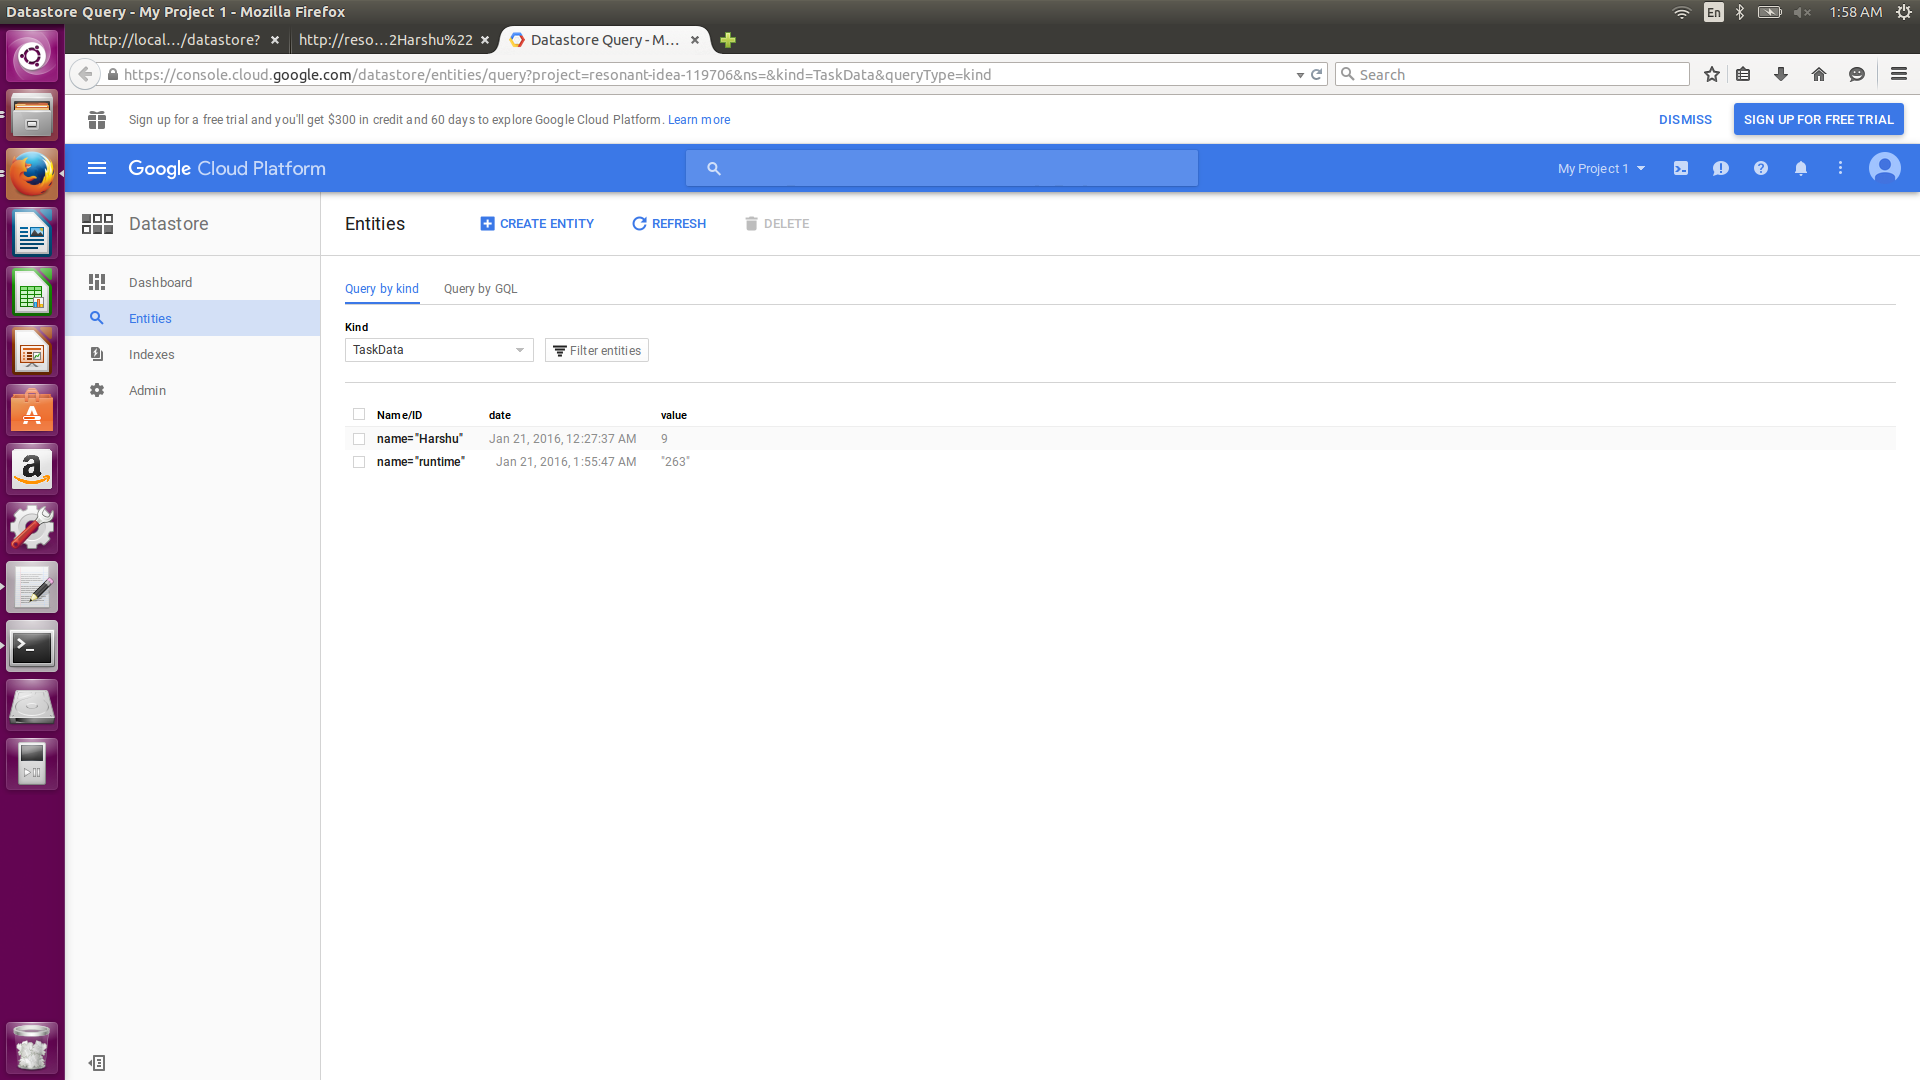 Datastore Query - My Project 1 - Mozilla Firefox
En
1:58 AM
http://local.../datastore?
http://reso...2Harshu%22
Datastore Query - M...
https://console.cloud.google.com/datastore/entities/query?project=resonant-idea-119706&ns=&kind=TaskData&queryType=kind
Search
Sign up for a free trial and you'll get $300 in credit and 60 days to explore Google Cloud Platform. Learn more
DISMISS
SIGN UP FOR FREE TRIAL
Google Cloud Platform
My Project 1
Datastore
Entities
CREATE ENTITY
REFRESH
DELETE
Dashboard
Entities
Indexes
Admin
Query by kind
Query by GQL
Kind
TaskData
Filter entities
Name/ID date value
name="Harshu" Jan 21, 2016, 12:27:37 AM 9
name="runtime" Jan 21, 2016, 1:55:47 AM "263"